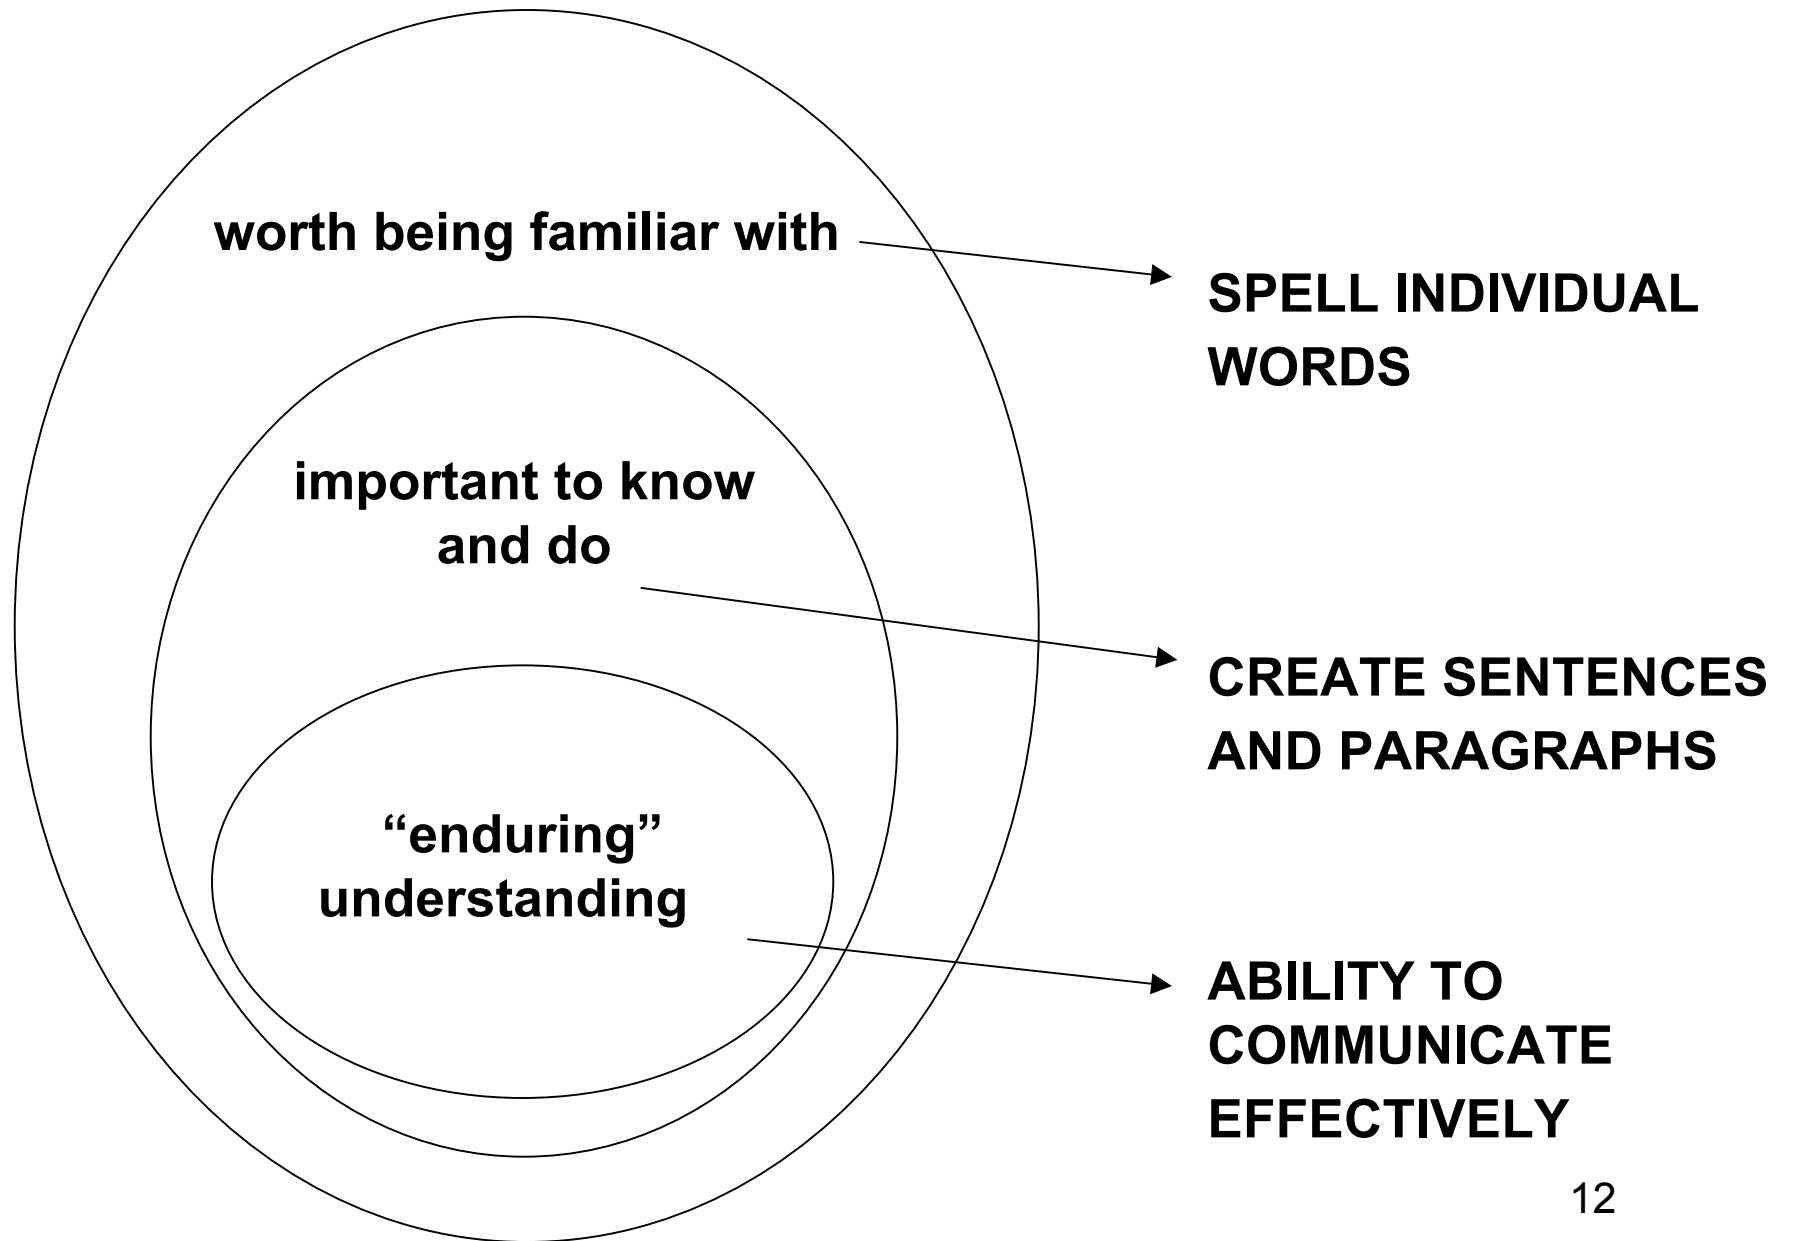 worth being familiar with
SPELL INDIVIDUAL
WORDS
important to know
and do
CREATE SENTENCES
AND PARAGRAPHS
“enduring”
understanding
ABILITY TO
COMMUNICATE
EFFECTIVELY
12